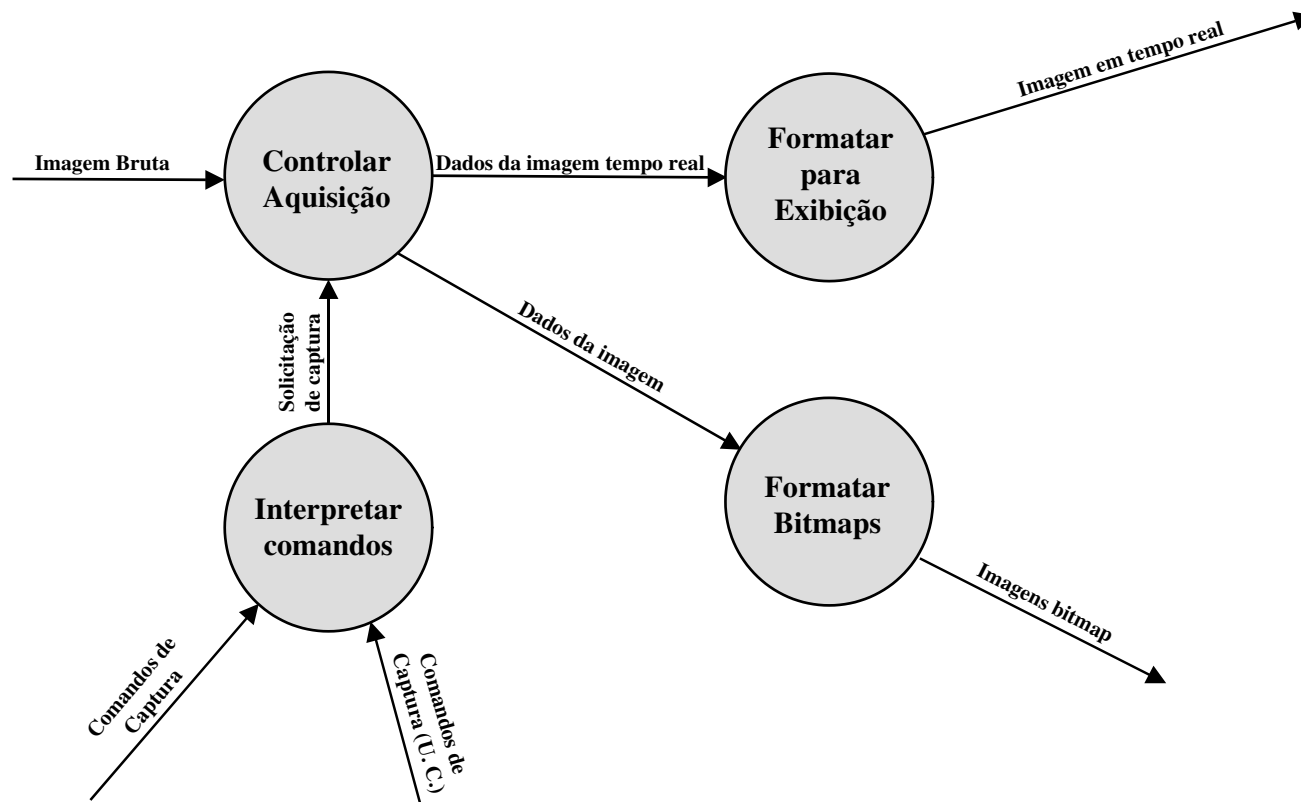 Imagem em tempo real
Imagem Bruta
Controlar
Aquisição
Dados da imagem tempo real
Formatar
para
Exibição
Solicitação
de captura
Dados da imagem
Interpretar
comandos
Formatar
Bitmaps
Imagens bitmap
Comandos de
Captura
Comandos de
Captura (U. C.)